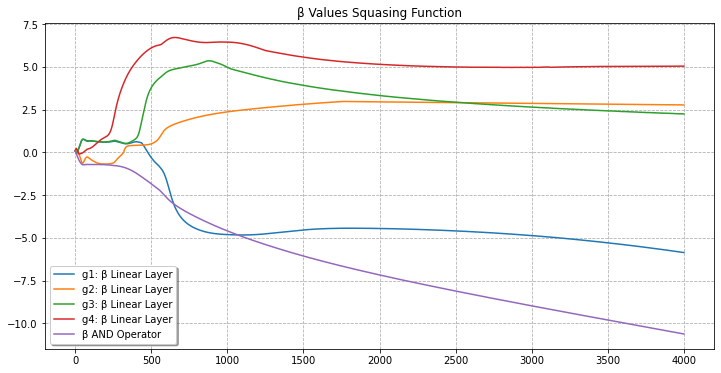 β Values Squasing Function
7.5
5.0
2.5
0.0
−2.5
−5.0
−7.5
−10.0
g1: β Linear Layer
g2: β Linear Layer
g3: β Linear Layer
g4: β Linear Layer
β AND Operator
0 500 1000 1500 2000 2500 3000 3500 4000